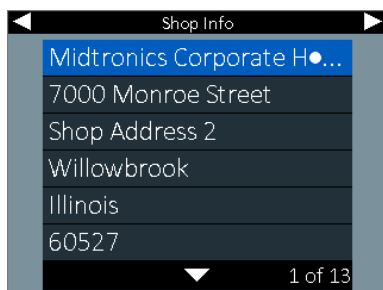 Shop Info
Midtronics Corporate H●...
7000 Monroe Street
Shop Address 2
Willowbrook
Illinois
60527
1 of 13